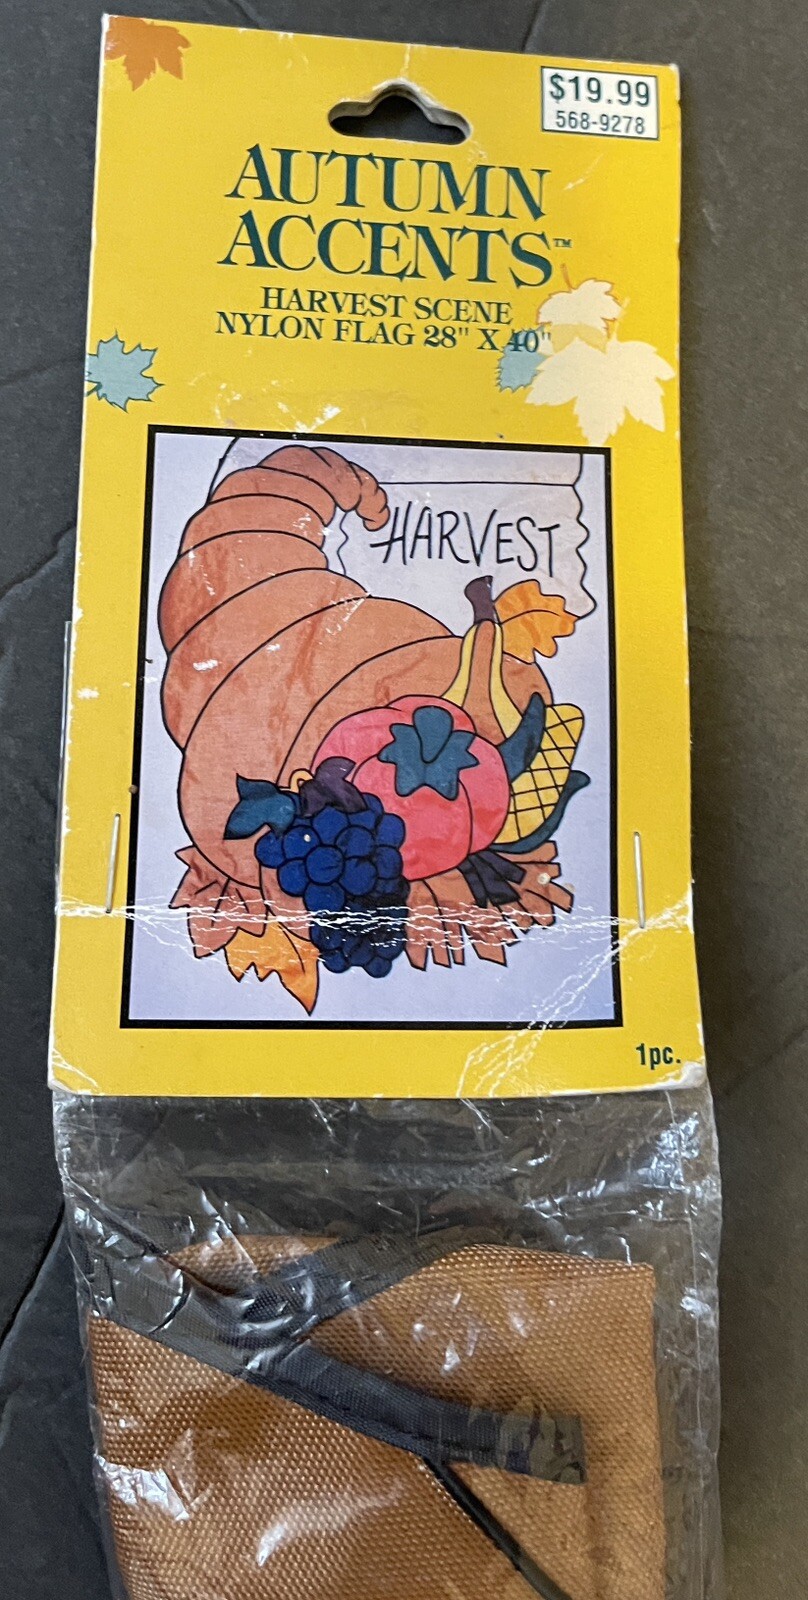 $19.99
568-9278
AUTUMN
ACCENTS™
HARVEST SCENE
NYLON FLAG 28" X 40"
HARVEST
1pc.